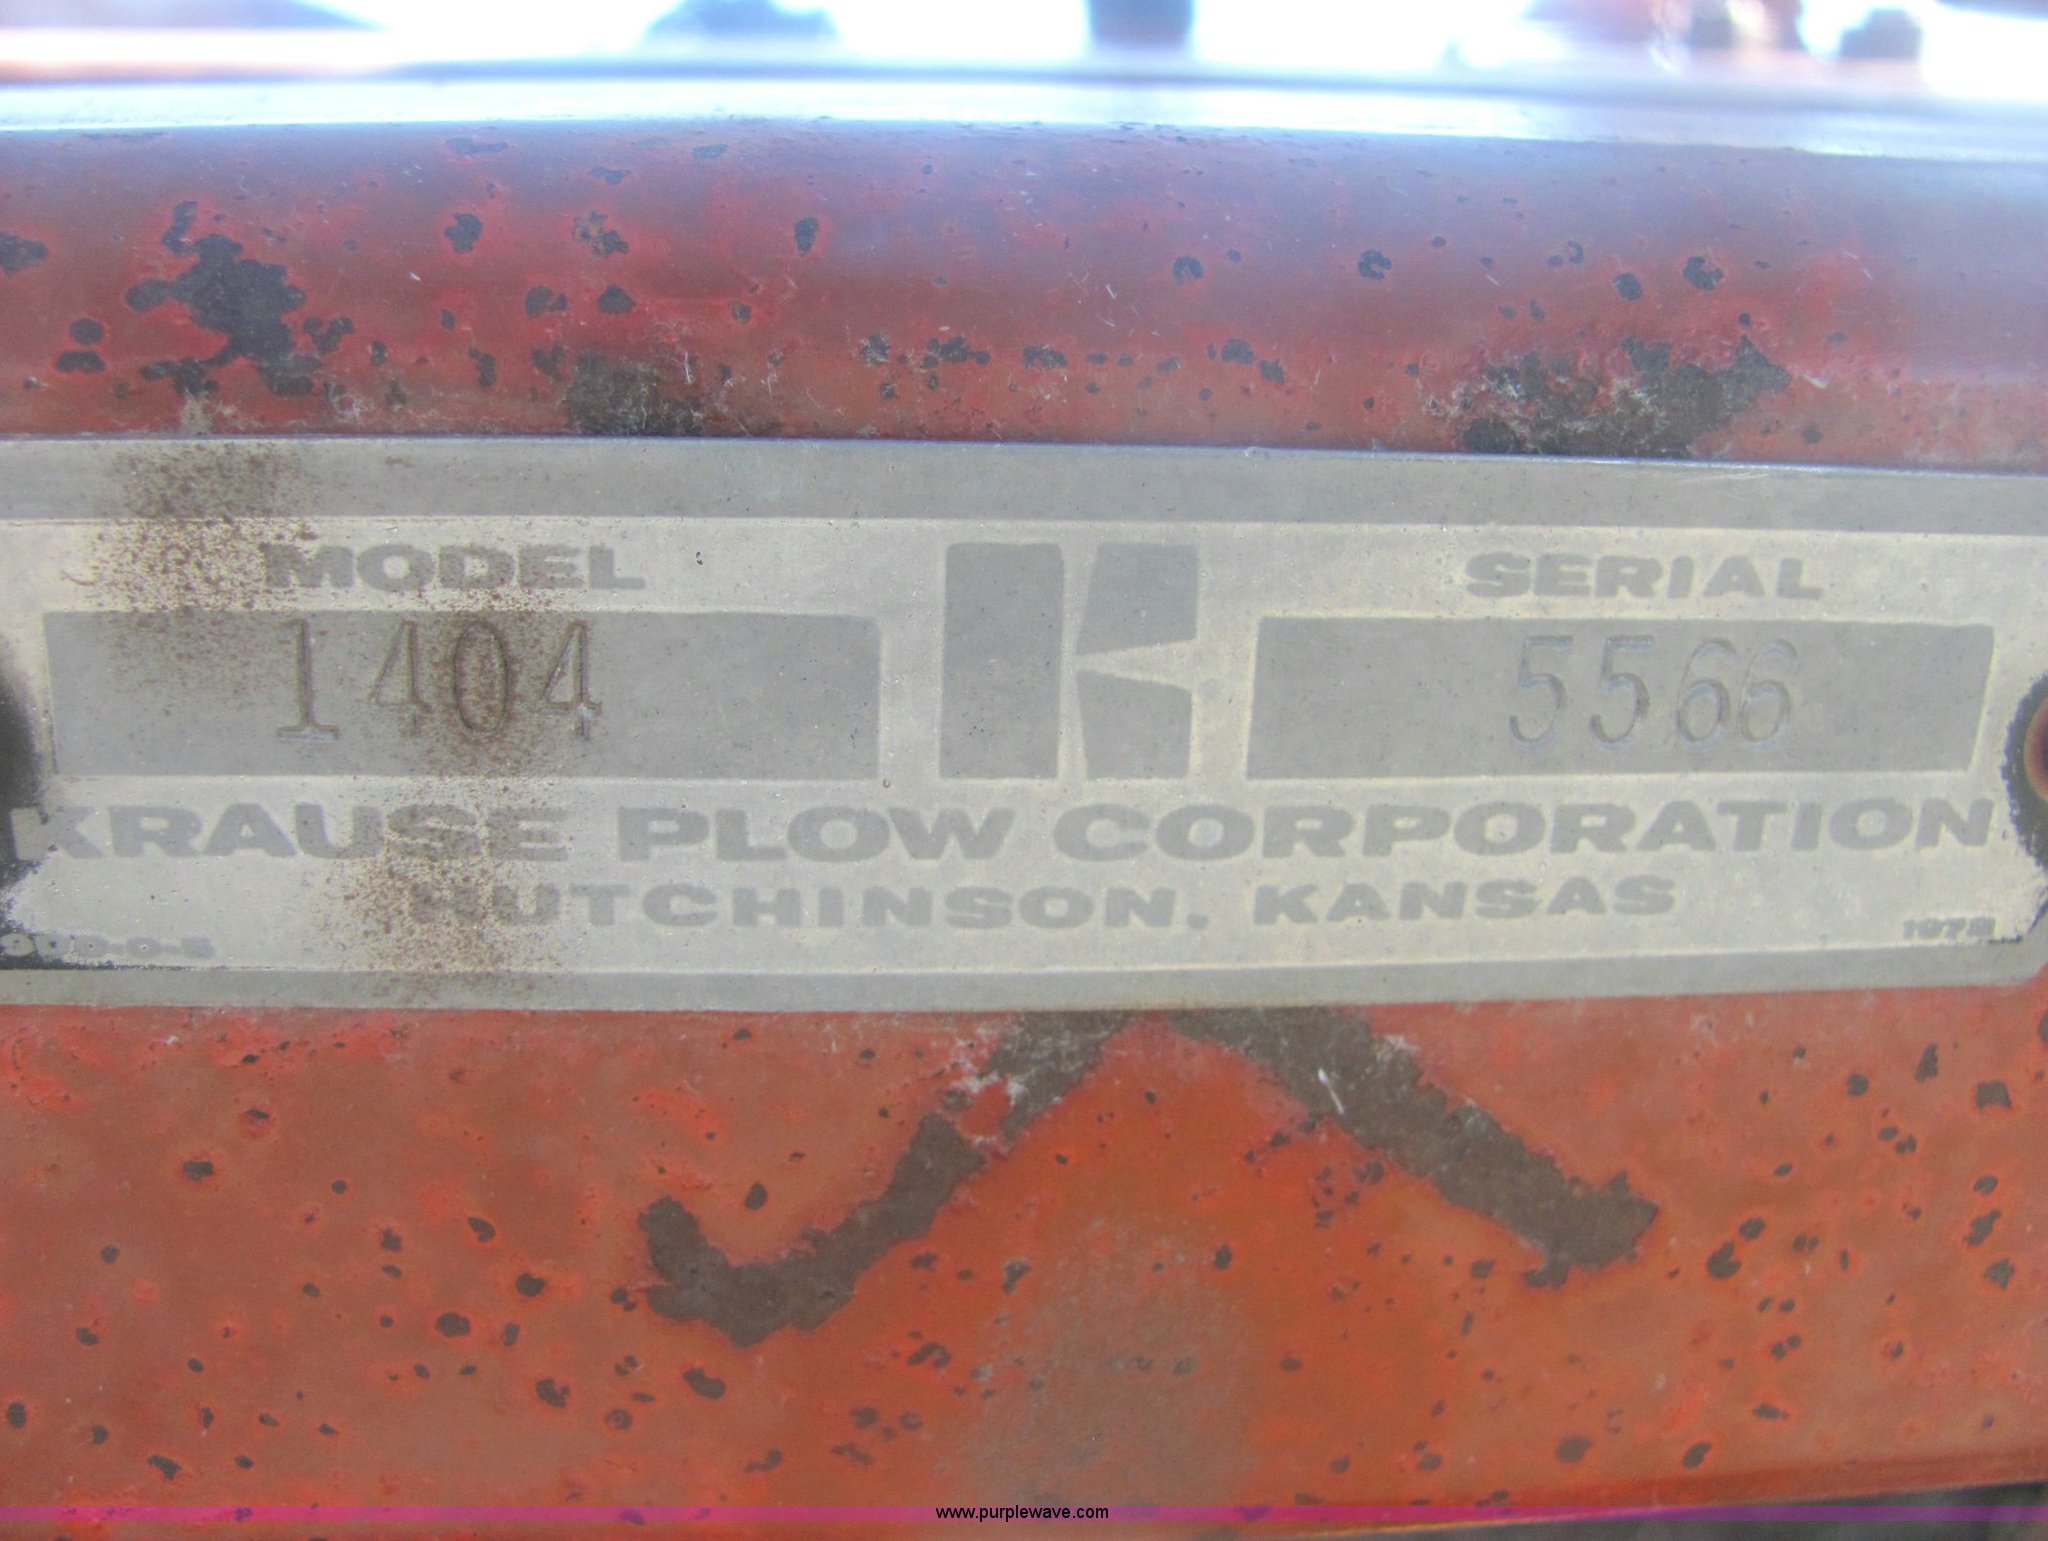 MODEL
SERIAL
1404
K
5566
KRAUSE PLOW CORPORATION
HUTCHINSON, KANSAS
www.purplewave.com